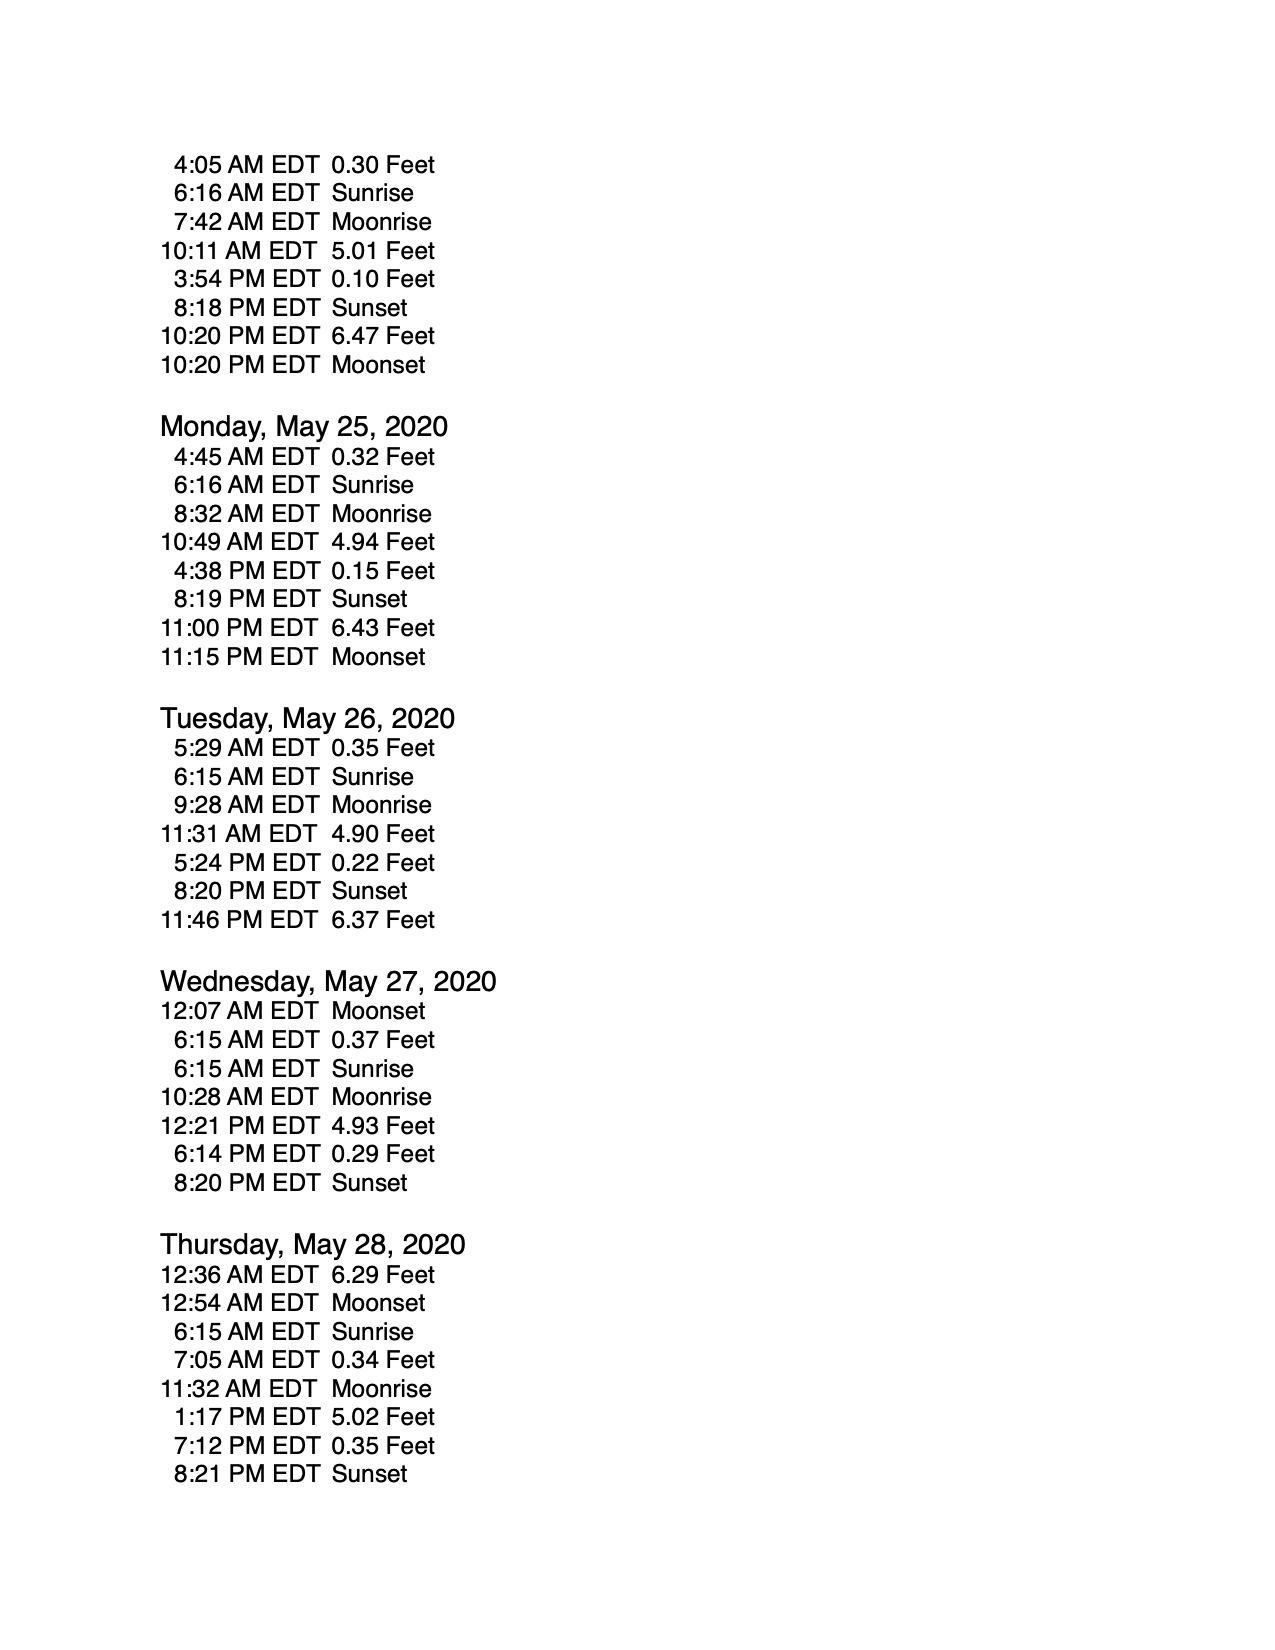 4:05 AM EDT 0.30 Feet
6:16 AM EDT Sunrise
7:42 AM EDT Moonrise
10:11 AM EDT 5.01 Feet
3:54 PM EDT 0.10 Feet
8:18 PM EDT Sunset
10:20 PM EDT 6.47 Feet
10:20 PM EDT Moonset
Monday, May 25, 2020
4:45 AM EDT 0.32 Feet
6:16 AM EDT Sunrise
8:32 AM EDT Moonrise
10:49 AM EDT 4.94 Feet
4:38 PM EDT 0.15 Feet
8:19 PM EDT Sunset
11:00 PM EDT 6.43 Feet
11:15 PM EDT Moonset
Tuesday, May 26, 2020
5:29 AM EDT 0.35 Feet
6:15 AM EDT Sunrise
9:28 AM EDT Moonrise
11:31 AM EDT 4.90 Feet
5:24 PM EDT 0.22 Feet
8:20 PM EDT Sunset
11:46 PM EDT 6.37 Feet
Wednesday, May 27, 2020
12:07 AM EDT Moonset
6:15 AM EDT 0.37 Feet
6:15 AM EDT Sunrise
10:28 AM EDT Moonrise
12:21 PM EDT 4.93 Feet
6:14 PM EDT 0.29 Feet
8:20 PM EDT Sunset
Thursday, May 28, 2020
12:36 AM EDT 6.29 Feet
12:54 AM EDT Moonset
6:15 AM EDT Sunrise
7:05 AM EDT 0.34 Feet
11:32 AM EDT Moonrise
1:17 PM EDT 5.02 Feet
7:12 PM EDT 0.35 Feet
8:21 PM EDT Sunset